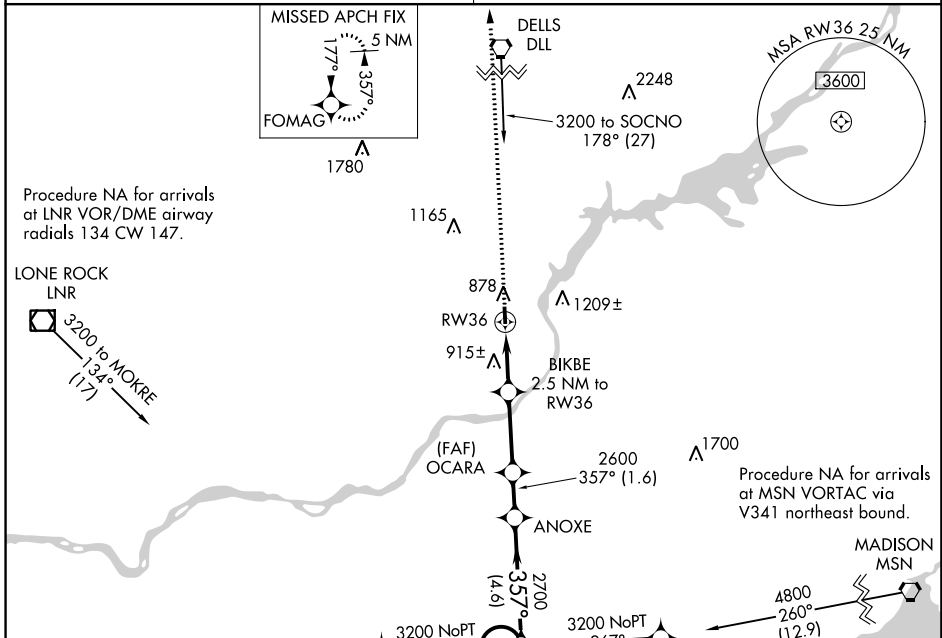 MISSED APCH FIX
5 NM
177°
357°
FOMAG
1780
DELLS
DLL
2248
3200 to SOCNO
178° (27)
MSA RW36 25 NM
3600
Procedure NA for arrivals
at LNR VOR/DME airway
radials 134 CW 147.
1165
LONE ROCK
LNR
3200 to MOKRE
134°
(17)
878
1209±
RW36
915±
BIKBE
2.5 NM to
RW36
(FAF)
OCARA
2600
357° (1.6)
1700
Procedure NA for arrivals
at MSN VORTAC via
V341 northeast bound.
ANOXE
MADISON
MSN
2700
357°
(4.6)
4800
260°
(12.9)
3200 NoPT
3200 NoPT